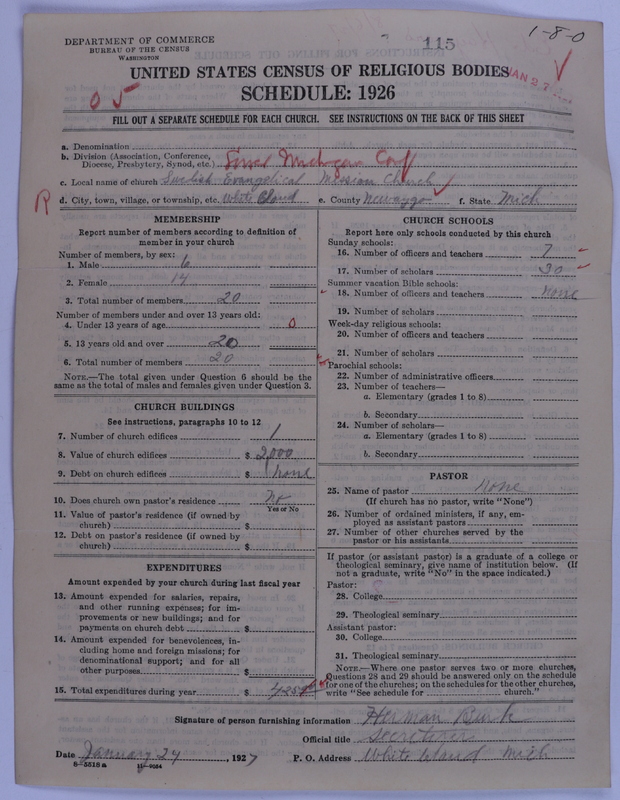 1-8-0
115
DEPARTMENT OF COMMERCE
BUREAU OF THE CENSUS
WASHINGTON
JAN 27
UNITED STATES CENSUS OF RELIGIOUS BODIES
SCHEDULE: 1926
05
FILL OUT A SEPARATE SCHEDULE FOR EACH CHURCH. SEE INSTRUCTIONS ON THE BACK OF THIS SHEET
a. Denomination
b. Division (Association, Conference,
Diocese, Presbytery, Synod, etc.) Michigan Conf
c. Local name of church Swedish Evangelical Mission Church
R
d. City, town, village, or township, etc. White Cloud e. County Newaygo f. State Mich
MEMBERSHIP
Report number of members according to definition of
member in your church
Number of members, by sex:
1. Male 6
2. Female 14
3. Total number of members 20
Number of members under and over 13 years old:
4. Under 13 years of age 0
5. 13 years old and over 20
6. Total number of members 20
NOTE.—The total given under Question 6 should be the
same as the total of males and females given under Question 3.
CHURCH BUILDINGS
See instructions, paragraphs 10 to 12
7. Number of church edifices 1
8. Value of church edifices $ 2,000
9. Debt on church edifices $ none
10. Does church own pastor's residence No
Yes or No
11. Value of pastor's residence (if owned by
church) $
12. Debt on pastor's residence (if owned by
church) $
EXPENDITURES
Amount expended by your church during last fiscal year
13. Amount expended for salaries, repairs,
and other running expenses; for im-
provements or new buildings; and for
payments on church debt $
14. Amount expended for benevolences, in-
cluding home and foreign missions; for
denominational support; and for all
other purposes $
15. Total expenditures during year $
CHURCH SCHOOLS
Report here only schools conducted by this church
Sunday schools:
16. Number of officers and teachers 7
17. Number of scholars 30
Summer vacation Bible schools:
18. Number of officers and teachers none
19. Number of scholars
Week-day religious schools:
20. Number of officers and teachers
21. Number of scholars
Parochial schools:
22. Number of administrative officers
23. Number of teachers—
a. Elementary (grades 1 to 8)
b. Secondary
24. Number of scholars—
a. Elementary (grades 1 to 8)
b. Secondary
PASTOR
25. Name of pastor None
(If church has no pastor, write "None")
26. Number of ordained ministers, if any, em-
ployed as assistant pastors
27. Number of other churches served by the
pastor or his assistants
If pastor (or assistant pastor) is a graduate of a college or
theological seminary, give name of institution below. (If
not a graduate, write "No" in the space indicated.)
Pastor:
28. College
29. Theological seminary
Assistant pastor:
30. College
31. Theological seminary
NOTE.—Where one pastor serves two or more churches,
Questions 28 and 29 should be answered only on the schedule
for one of the churches; on the schedules for the other churches,
write "See schedule for church."
Signature of person furnishing information Herman
Official title Secretary
Date January 24, 1927 P. O. Address White Cloud Mich
8-5518a 11-9084